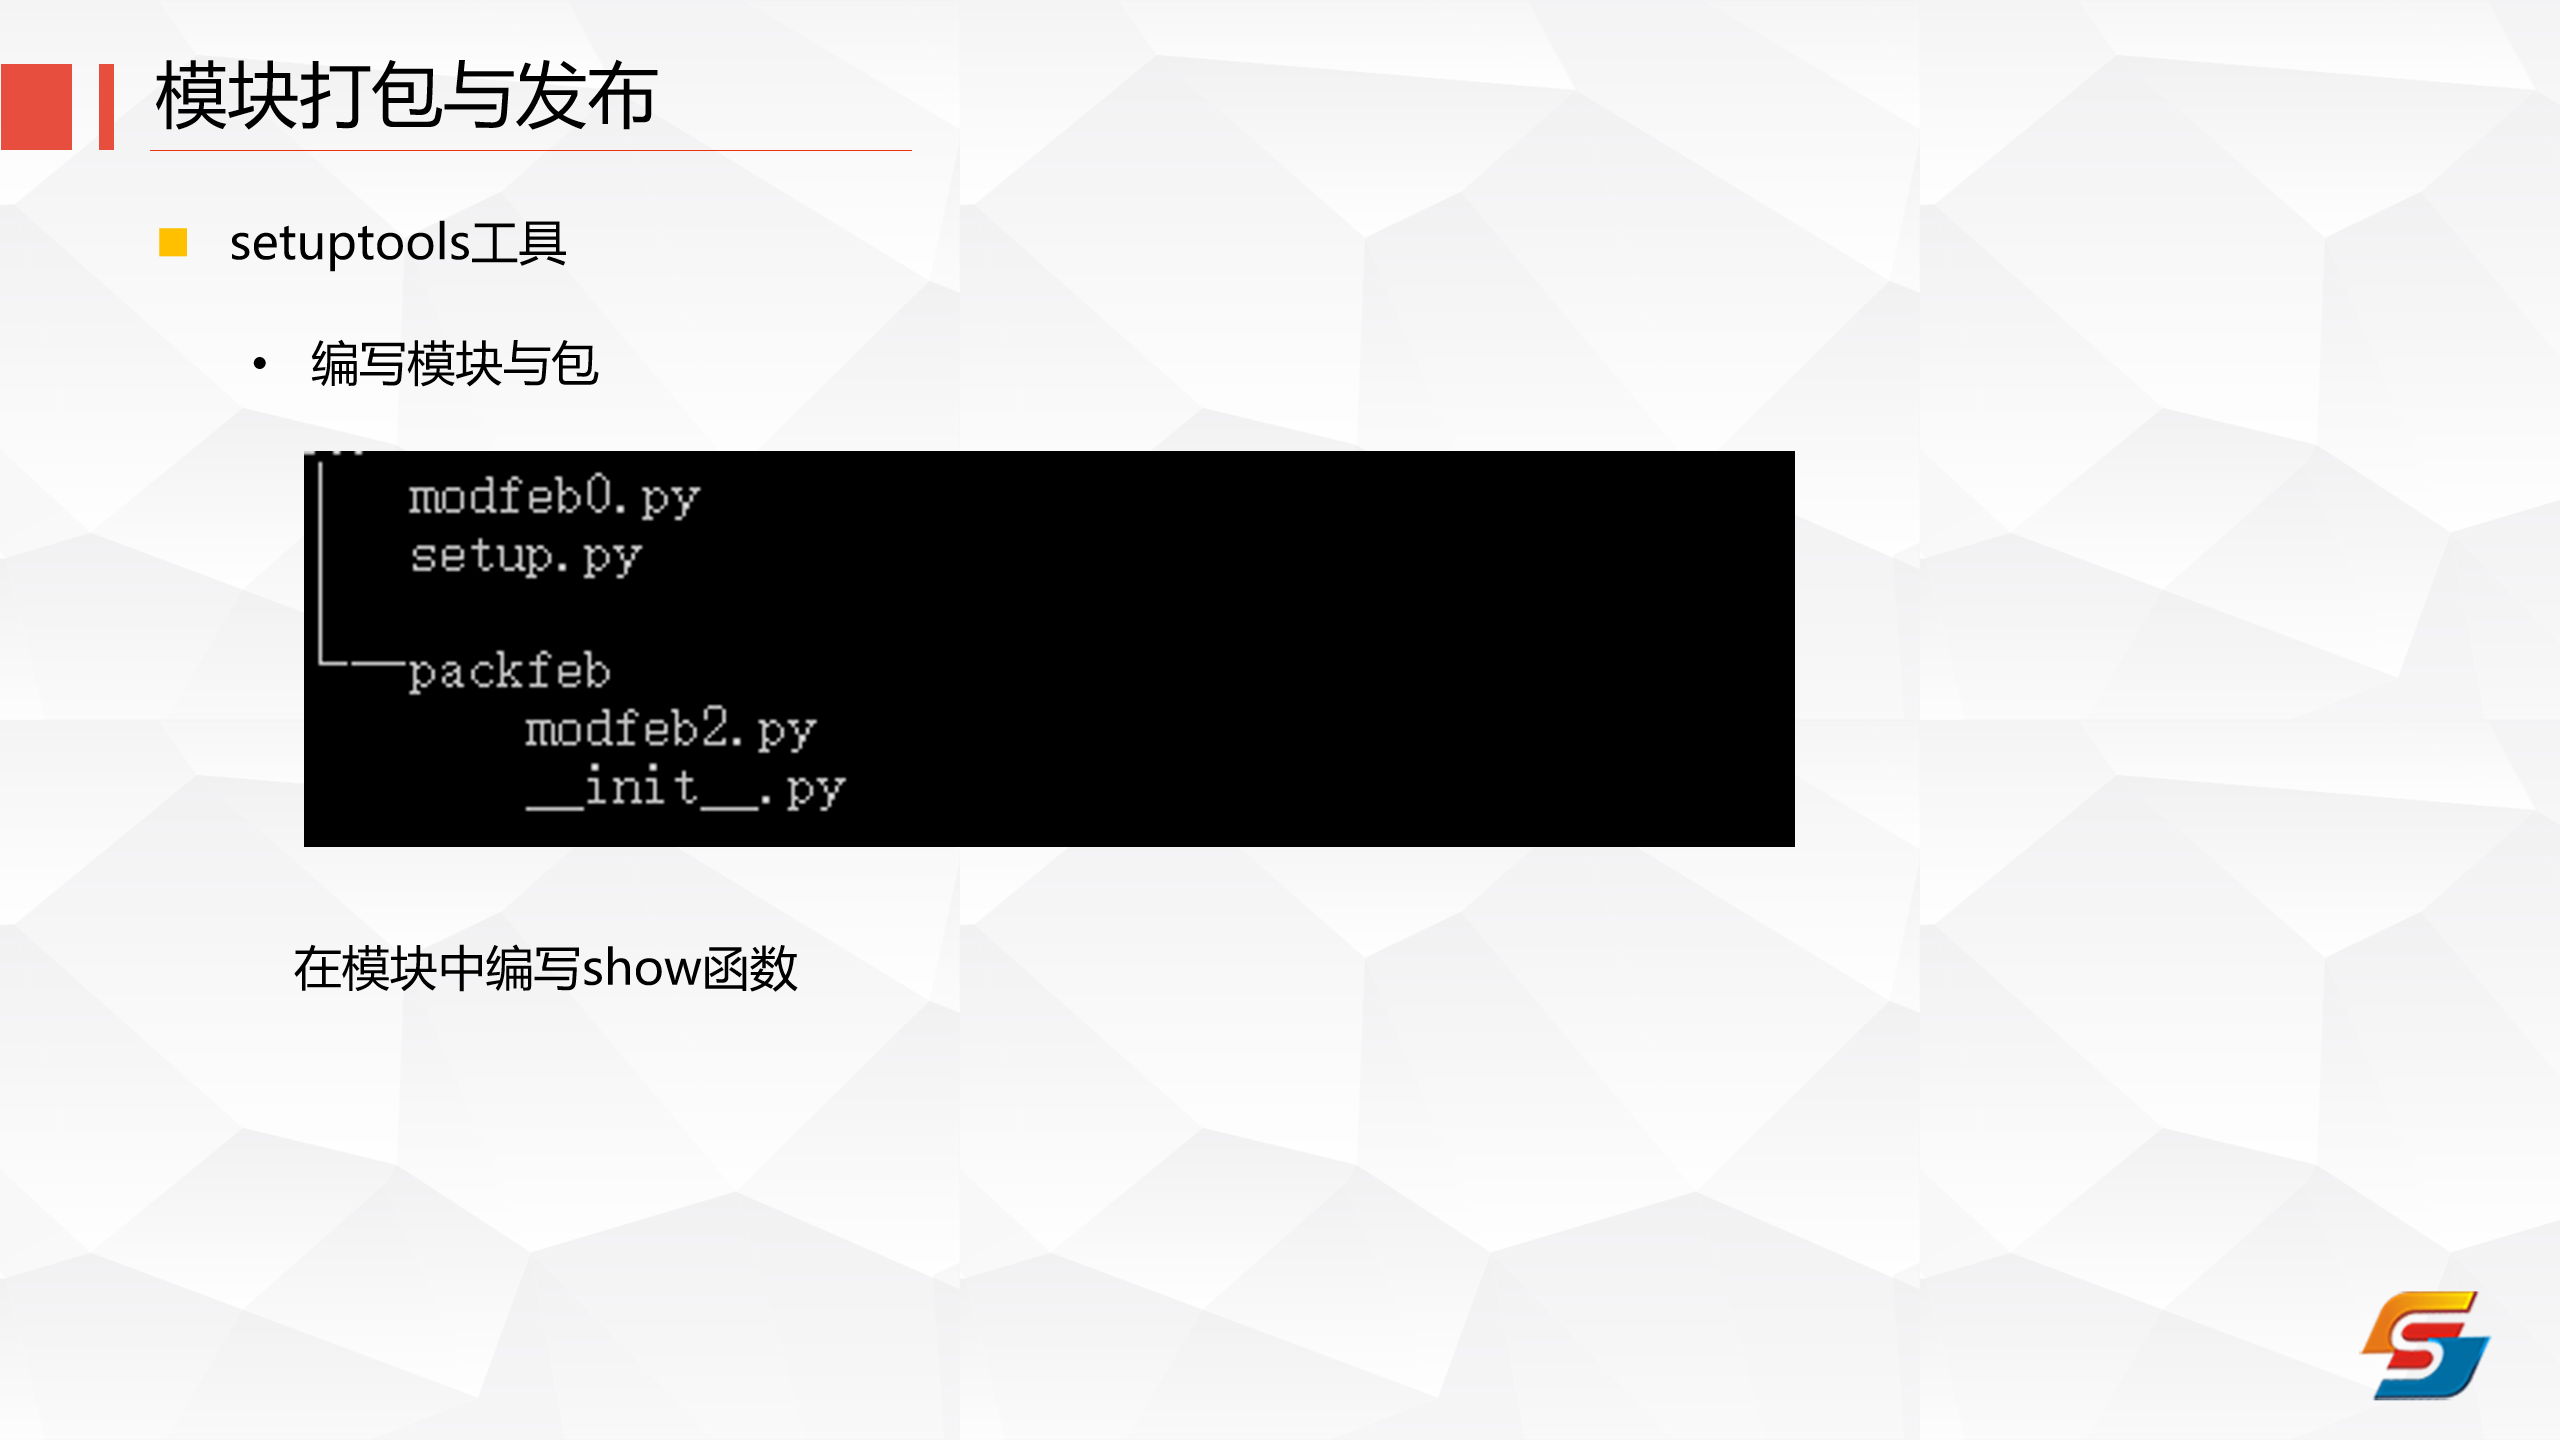 模块打包与发布
setuptools工具
• 编写模块与包
modfeb0.py
setup.py
packfeb
modfeb2.py
__init__.py
在模块中编写show函数